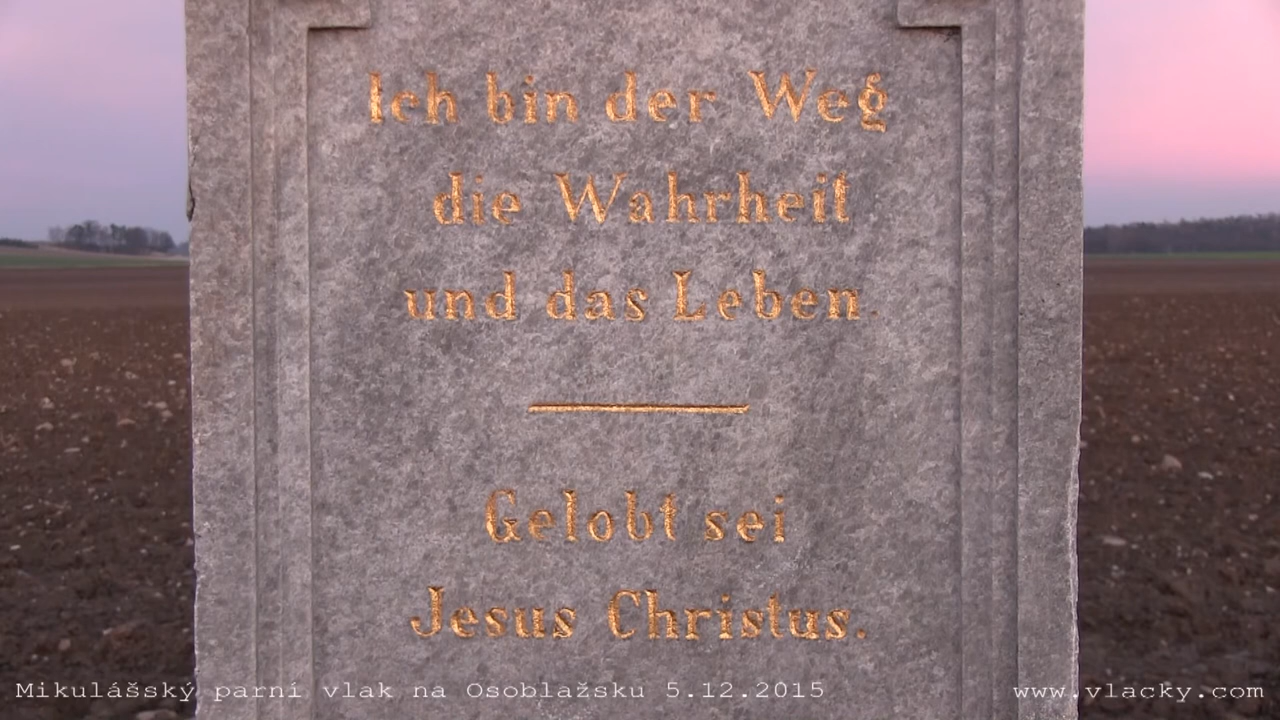 Ich bin der Weg
die Wahrheit
und das Leben.
Gelobt sei
Jesus Christus.
Mikulášský parní vlak na Osoblažsku 5.12.2015
www.vlacky.com